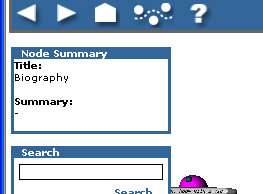 ?
Node Summary
Title:
Biography
Summary:
-
Search
Search